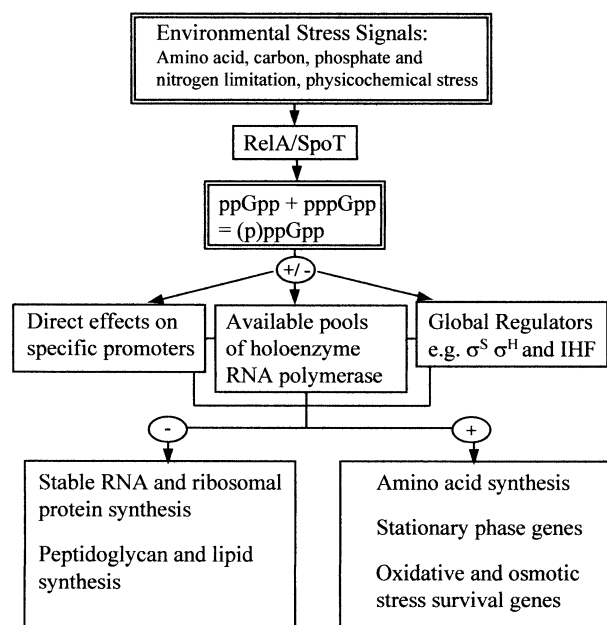 Environmental Stress Signals:
Amino acid, carbon, phosphate and
nitrogen limitation, physicochemical stress
RelA/SpoT
ppGpp + pppGpp
= (p)ppGpp
+/-
Direct effects on
specific promoters
Available pools
of holoenzyme
RNA polymerase
Global Regulators
e.g. σˢ σᴴ and IHF
-
+
Stable RNA and ribosomal
protein synthesis
Peptidoglycan and lipid
synthesis
Amino acid synthesis
Stationary phase genes
Oxidative and osmotic
stress survival genes